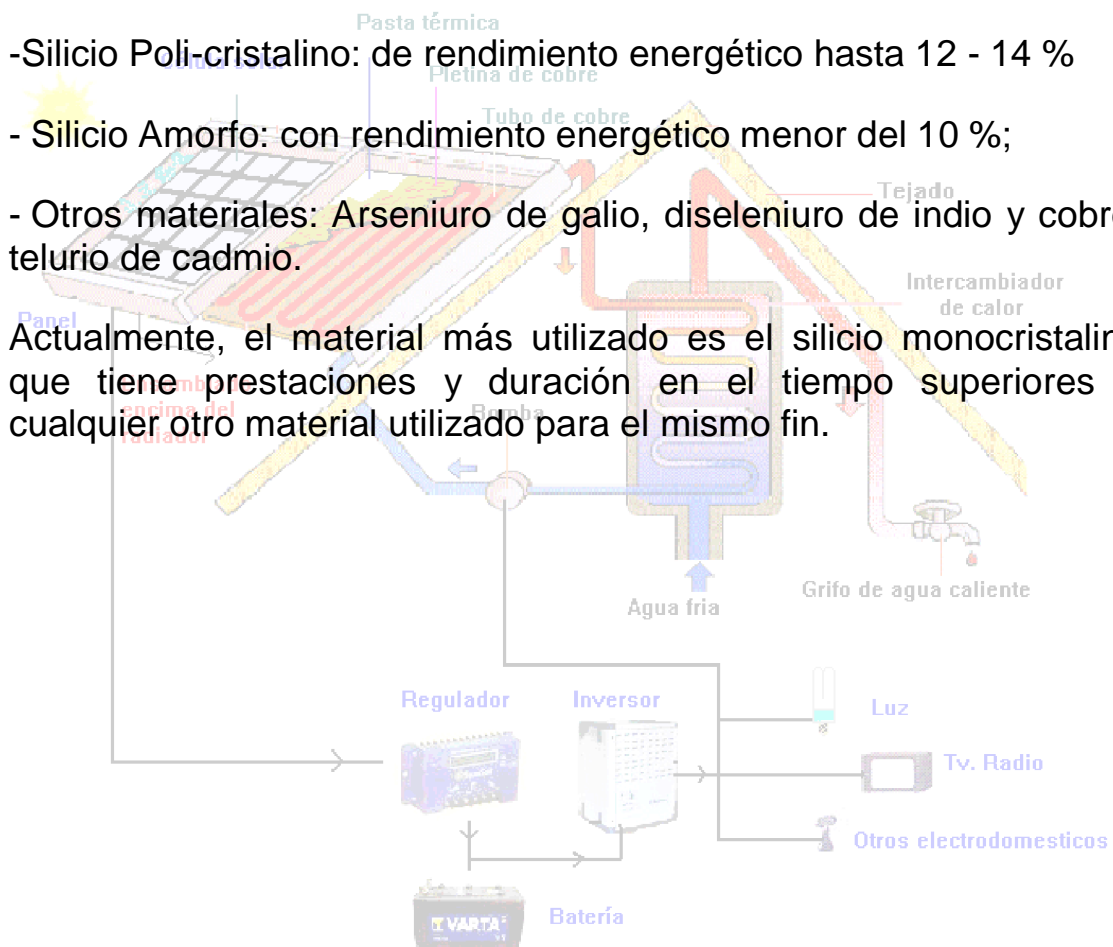 Pasta térmica
-Silicio Poli-cristalino: de rendimiento energético hasta 12 - 14 %
Pletina de cobre
Tubo de cobre
- Silicio Amorfo: con rendimiento energético menor del 10 %;
Tejado
- Otros materiales: Arseniuro de galio, diseleniuro de indio y cobre
telurio de cadmio.
Intercambiador
de calor
Panel
Actualmente, el material más utilizado es el silicio monocristalin
que tiene prestaciones y duración en el tiempo superiores
encima del
Bomba
cualquier otro material utilizado para el mismo fin.
radiador
Agua fria
Grifo de agua caliente
Regulador
Inversor
Luz
Tv. Radio
Otros electrodomesticos
Batería
VARTA